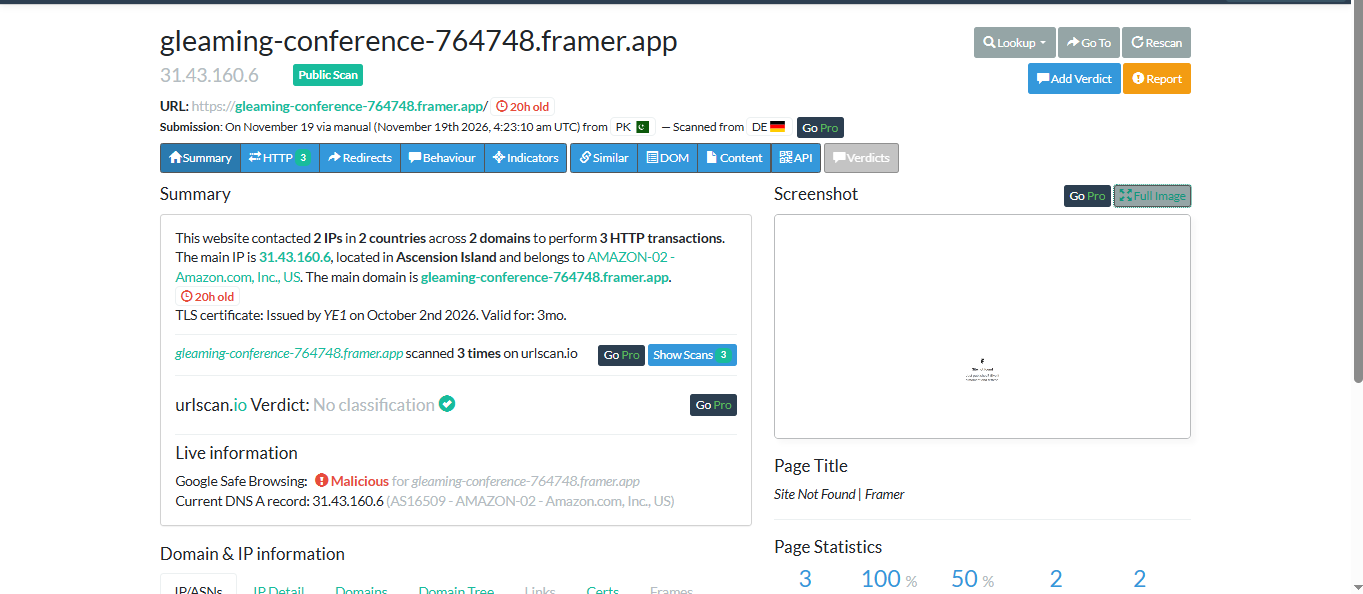 gleaming-conference-764748.framer.app
Lookup Go To Rescan
31.43.160.6 Public Scan
Add Verdict Report
URL: https://gleaming-conference-764748.framer.app/ 20h old
Submission: On November 19 via manual (November 19th 2026, 4:23:10 am UTC) from PK — Scanned from DE Go Pro
Summary HTTP 3 Redirects Behaviour Indicators Similar DOM Content API Verdicts
Summary
This website contacted 2 IPs in 2 countries across 2 domains to perform 3 HTTP transactions.
The main IP is 31.43.160.6, located in Ascension Island and belongs to AMAZON-02 -
Amazon.com, Inc., US. The main domain is gleaming-conference-764748.framer.app.
20h old
TLS certificate: Issued by YE1 on October 2nd 2026. Valid for: 3mo.
gleaming-conference-764748.framer.app scanned 3 times on urlscan.io Go Pro Show Scans 3
urlscan.io Verdict: No classification Go Pro
Live information
Google Safe Browsing: Malicious for gleaming-conference-764748.framer.app
Current DNS A record: 31.43.160.6 (AS16509 - AMAZON-02 - Amazon.com, Inc., US)
Domain & IP information
IP/ASNs IP Detail Domains Domain Tree Links Certs Frames
Screenshot Go Pro Full Image
Page Title
Site Not Found | Framer
Page Statistics
3 100 % 50 % 2 2